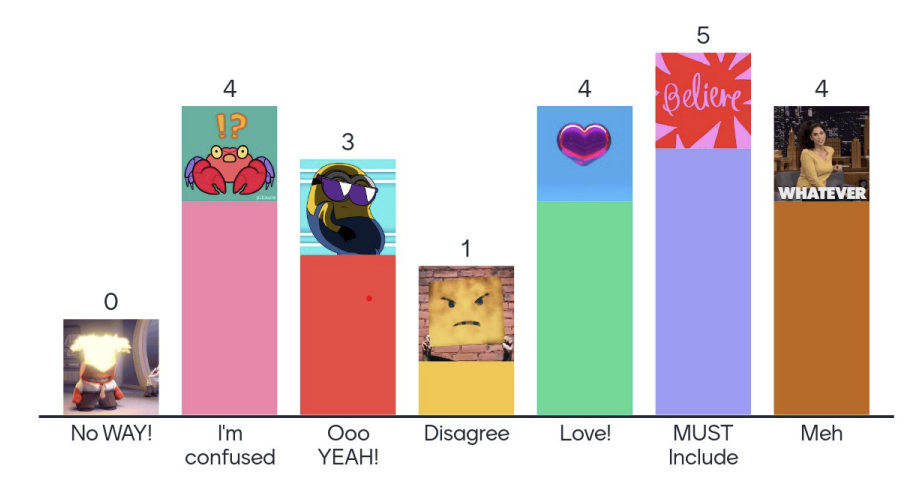 5
4
4
4
!?
Believe
3
WHATEVER
1
0
No WAY!
I'm
confused
Ooo
YEAH!
Disagree
Love!
MUST
Include
Meh